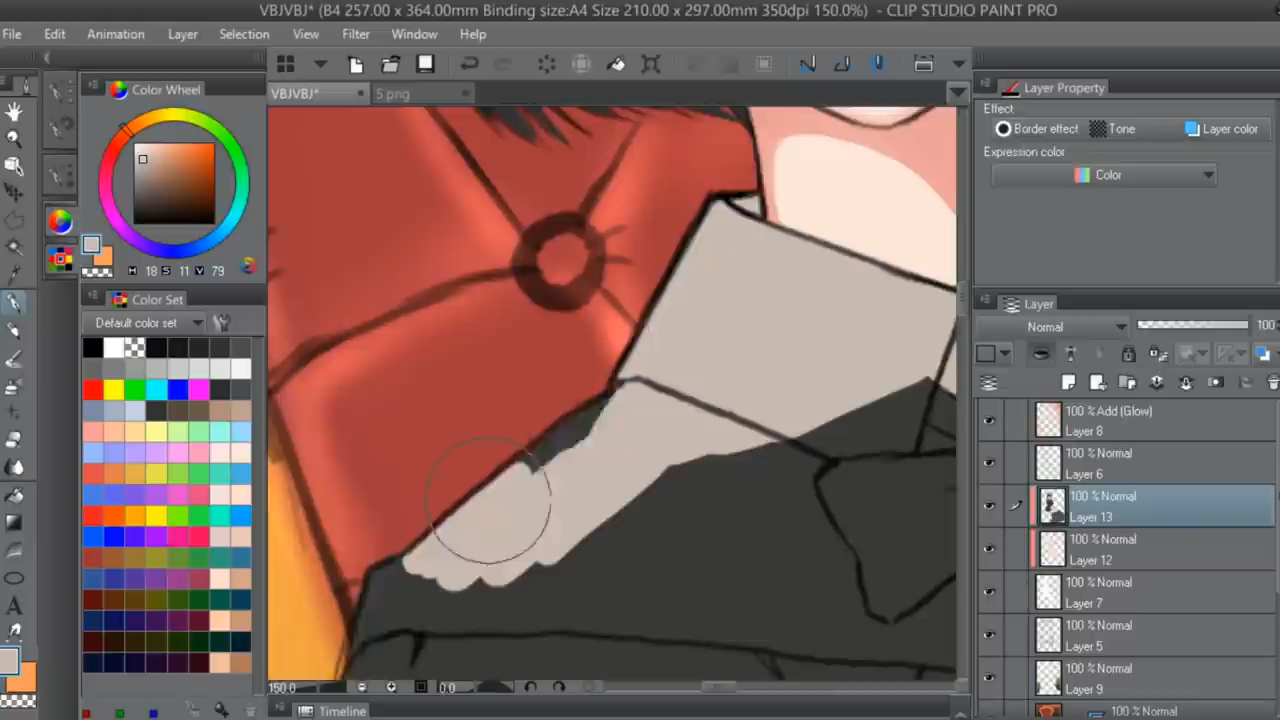 VBJVBJ* (B4 257.00 x 364.00mm Binding size:A4 Size 210.00 x 297.00mm 350dpi 150.0%) - CLIP STUDIO PAINT PRO
File Edit Animation Layer Selection View Filter Window Help
Color Wheel
H 18 S 11 V 79
Color Set
Default color set
VBJVBJ* 5.png
Layer Property
Effect
Border effect Tone Layer color
Expression color
Color
Layer
Normal 100
100 % Add (Glow)
Layer 8
100 % Normal
Layer 6
100 % Normal
Layer 13
100 % Normal
Layer 12
100 % Normal
Layer 7
100 % Normal
Layer 5
100 % Normal
Layer 9
100 % Normal
A
150.0 0.0
Timeline